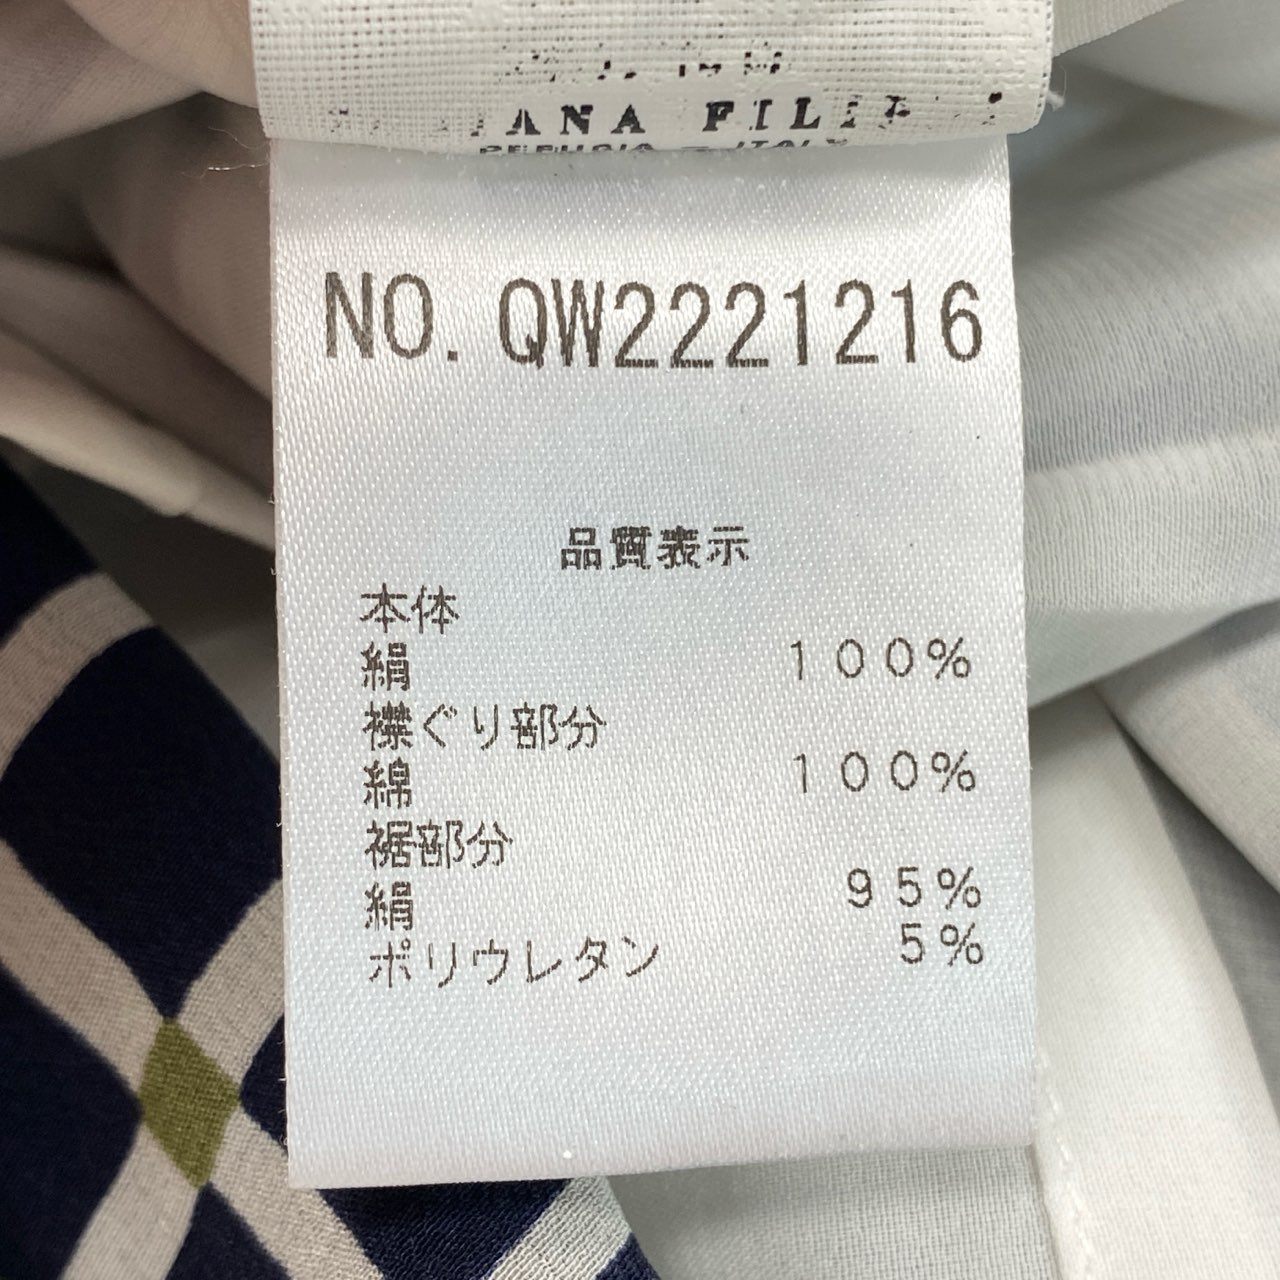 FILIP
NO. QW2221216
品質表示
本体
絹 100%
襟ぐり部分
綿 100%
裾部分
絹 95%
ポリウレタン 5%